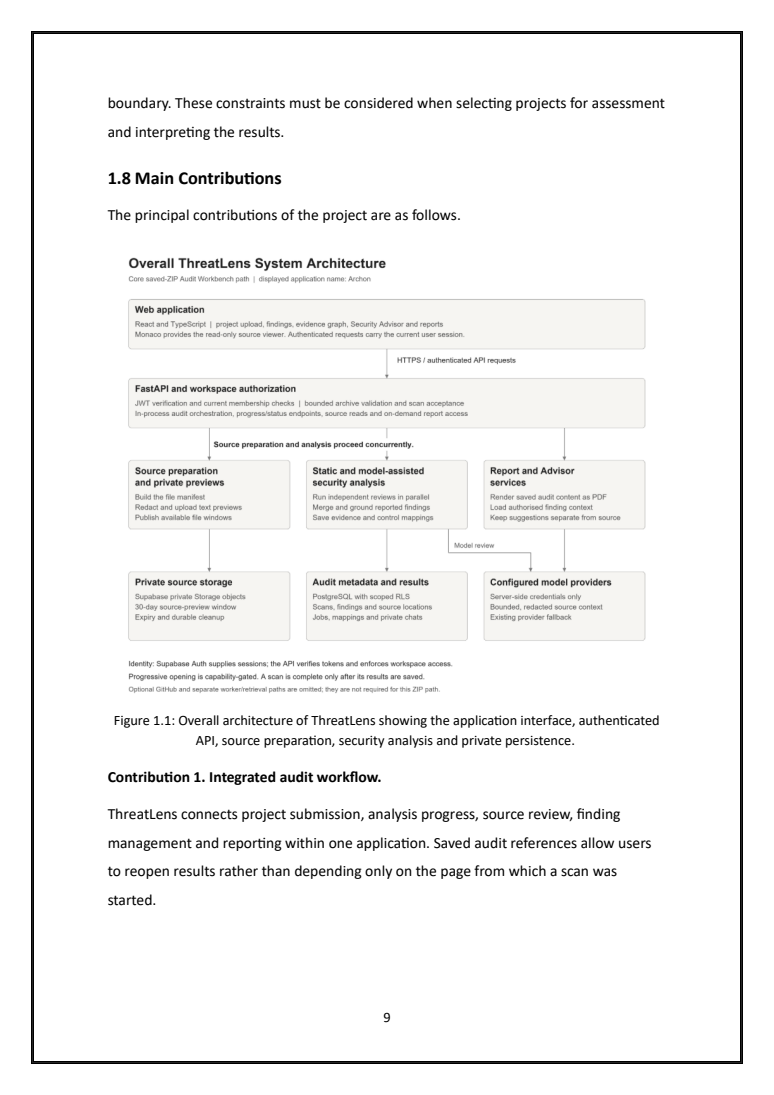 boundary. These constraints must be considered when selecting projects for assessment
and interpreting the results.
1.8 Main Contributions
The principal contributions of the project are as follows.
Overall ThreatLens System Architecture
Core saved-ZIP Audit Workbench path | displayed application name: Archon
Web application
React and TypeScript | project upload, findings, evidence graph, Security Advisor and reports
Monaco provides the read-only source viewer. Authenticated requests carry the current user session.
HTTPS / authenticated API requests
FastAPI and workspace authorization
JWT verification and current membership checks | bounded archive validation and scan acceptance
In-process audit orchestration, progress/status endpoints, source reads and on-demand report access
Source preparation and analysis proceed concurrently.
Source preparation
and private previews
Build the file manifest
Redact and upload text previews
Publish available file windows
Static and model-assisted
security analysis
Run independent reviews in parallel
Merge and ground reported findings
Save evidence and control mappings
Report and Advisor
services
Render saved audit content as PDF
Load authorised finding context
Keep suggestions separate from source
Model review
Private source storage
Supabase private Storage objects
30-day source-preview window
Expiry and durable cleanup
Audit metadata and results
PostgreSQL with scoped RLS
Scans, findings and source locations
Jobs, mappings and private chats
Configured model providers
Server-side credentials only
Bounded, redacted source context
Existing provider fallback
Identity: Supabase Auth supplies sessions; the API verifies tokens and enforces workspace access.
Progressive opening is capability-gated. A scan is complete only after its results are saved.
Optional GitHub and separate worker/retrieval paths are omitted; they are not required for this ZIP path.
Figure 1.1: Overall architecture of ThreatLens showing the application interface, authenticated
API, source preparation, security analysis and private persistence.
Contribution 1. Integrated audit workflow.
ThreatLens connects project submission, analysis progress, source review, finding
management and reporting within one application. Saved audit references allow users
to reopen results rather than depending only on the page from which a scan was
started.
9